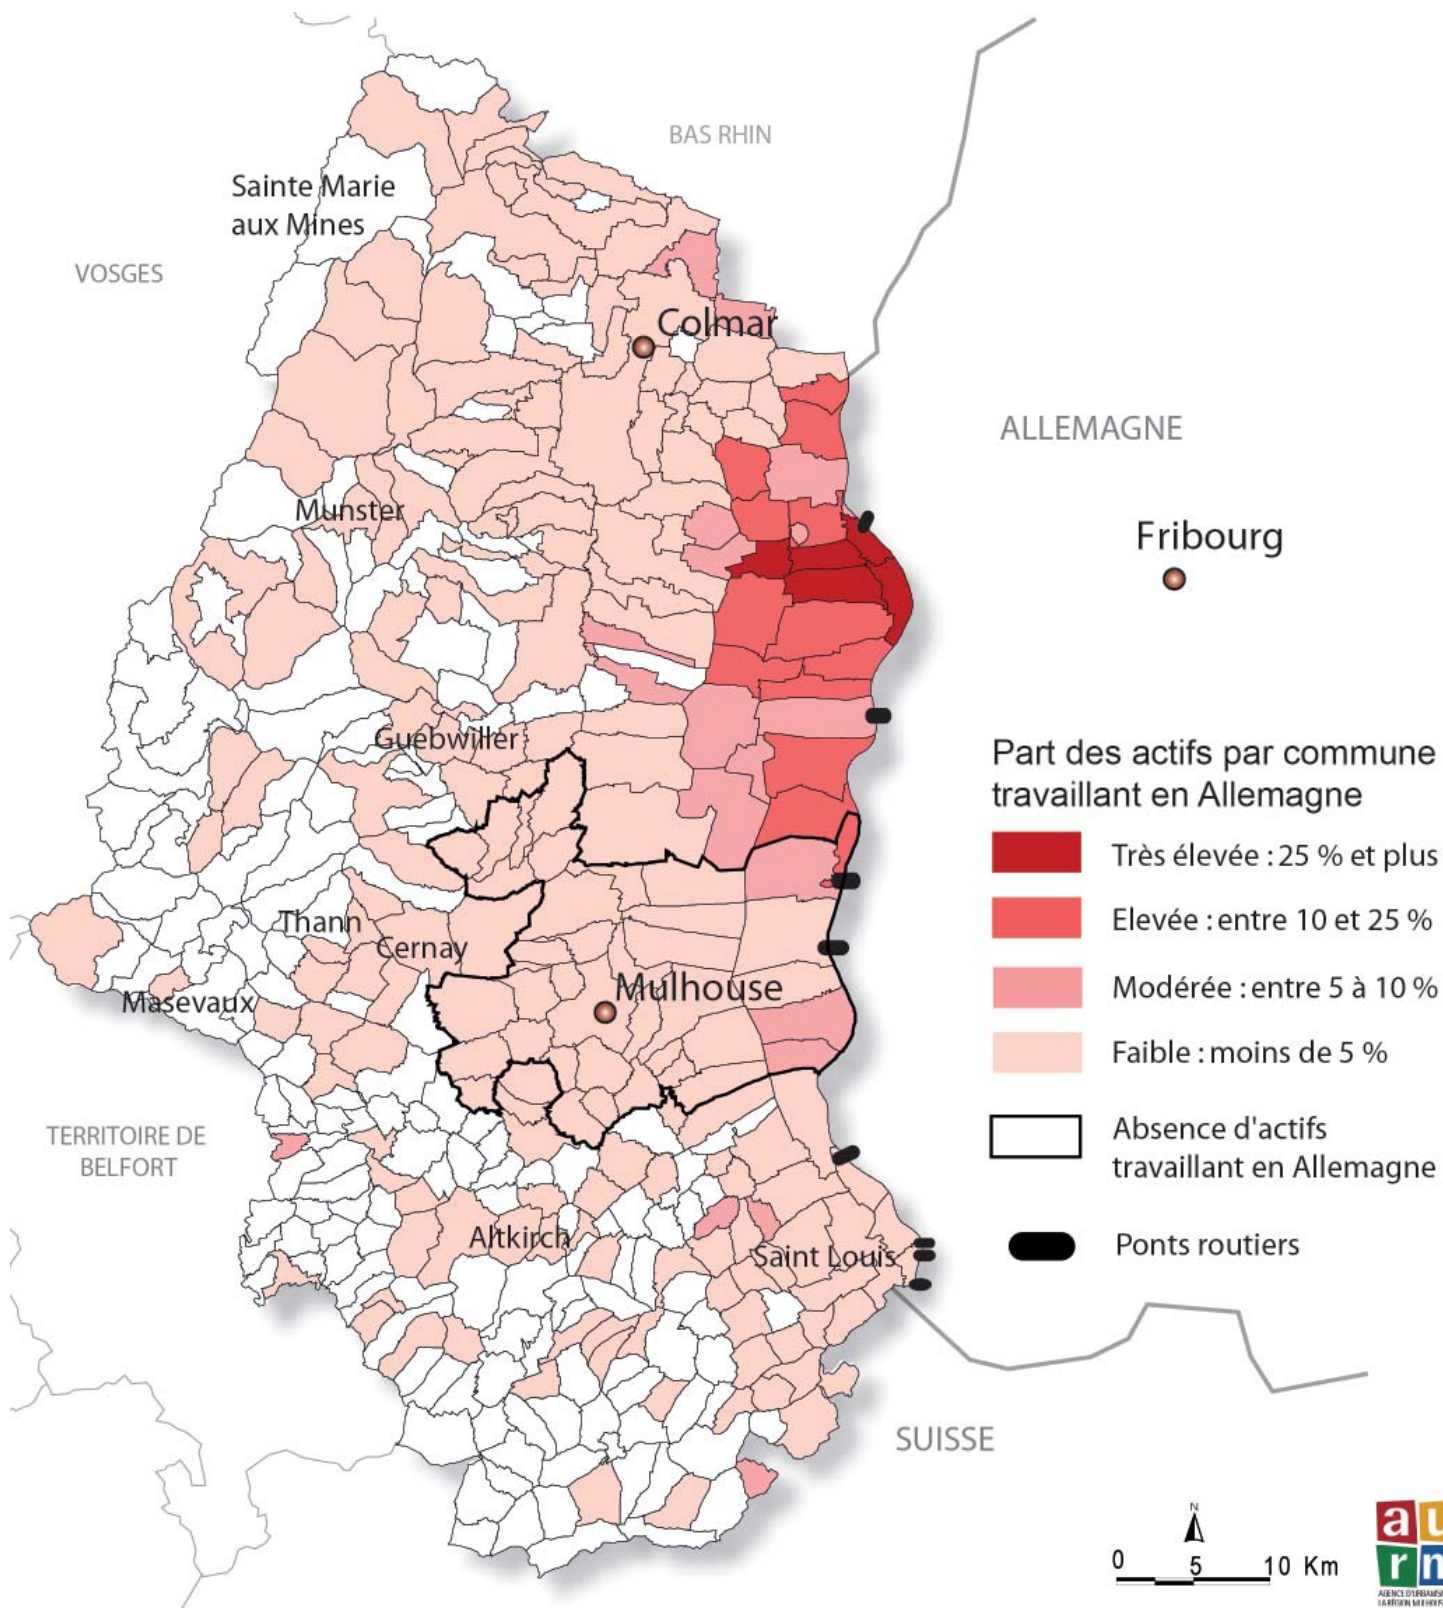 BAS RHIN
Sainte Marie
aux Mines
VOSGES
Colmar
ALLEMAGNE
Munster
Fribourg
Guebwiller
Part des actifs par commune
travaillant en Allemagne
Très élevée : 25 % et plus
Elevée : entre 10 et 25 %
Modérée : entre 5 à 10 %
Faible : moins de 5 %
Absence d'actifs
travaillant en Allemagne
Ponts routiers
Thann
Cernay
Mulhouse
Masevaux
TERRITOIRE DE
BELFORT
Altkirch
Saint Louis
SUISSE
N
0 5 10 Km
a u
r m